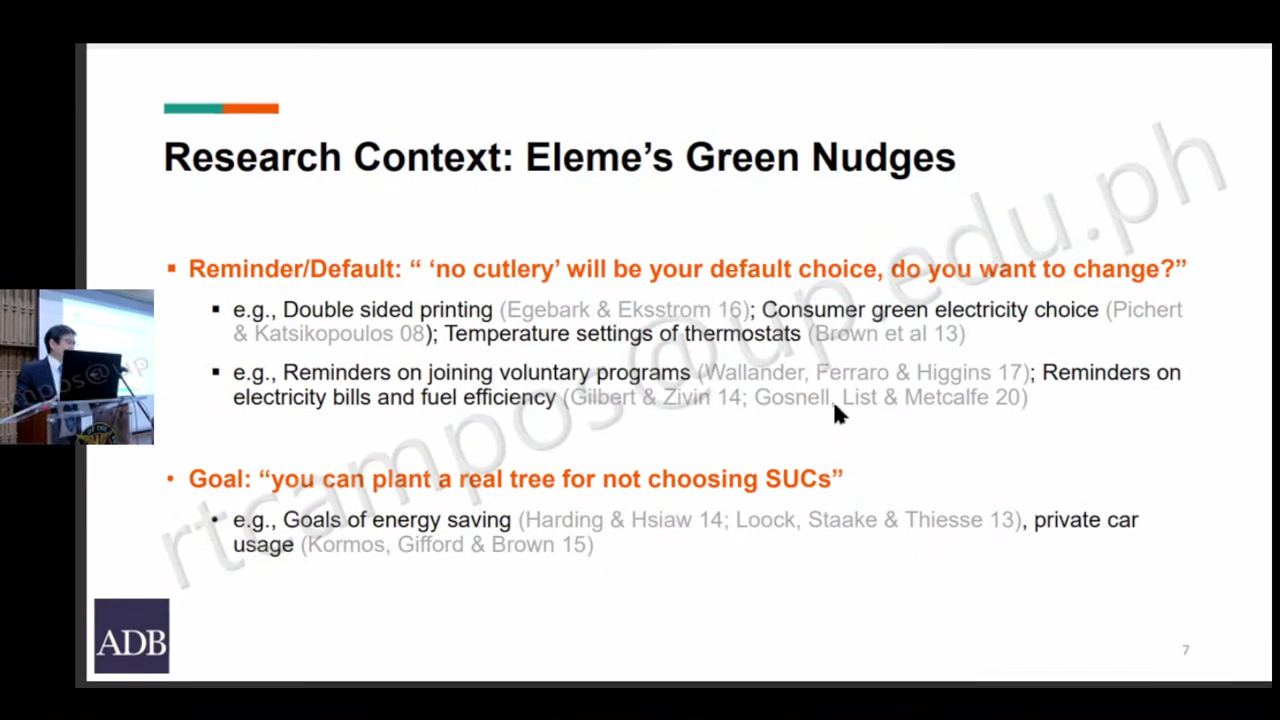 Research Context: Eleme's Green Nudges
▪ Reminder/Default: “ ‘no cutlery’ will be your default choice, do you want to change?”
▪ e.g., Double sided printing (Egebark & Eksstrom 16); Consumer green electricity choice (Pichert
& Katsikopoulos 08); Temperature settings of thermostats (Brown et al 13)
▪ e.g., Reminders on joining voluntary programs (Wallander, Ferraro & Higgins 17); Reminders on
electricity bills and fuel efficiency (Gilbert & Zivin 14; Gosnell, List & Metcalfe 20)
• Goal: “you can plant a real tree for not choosing SUCs”
• e.g., Goals of energy saving (Harding & Hsiaw 14; Loock, Staake & Thiesse 13), private car
usage (Kormos, Gifford & Brown 15)
rtcampos@up.edu.ph
ADB
7